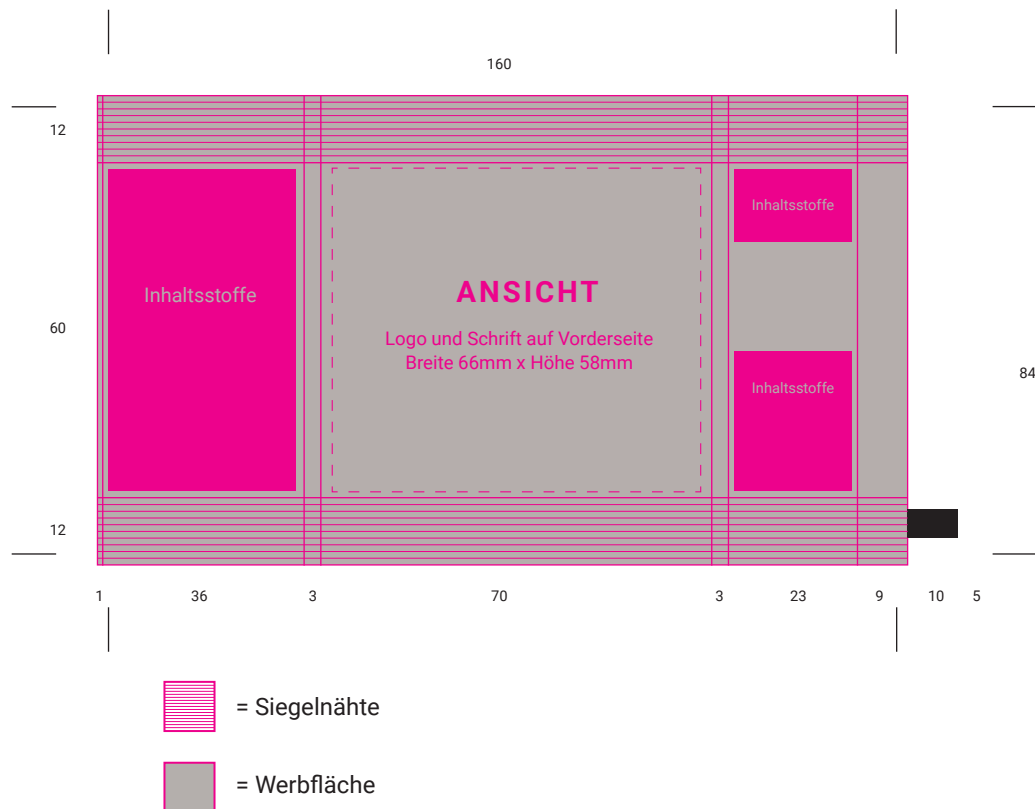 160
12
Inhaltsstoffe
Inhaltsstoffe
ANSICHT
60
Logo und Schrift auf Vorderseite
Breite 66mm x Höhe 58mm
84
Inhaltsstoffe
12
1 36 3 70 3 23 9 10 5
= Siegelnähte
= Werbfläche